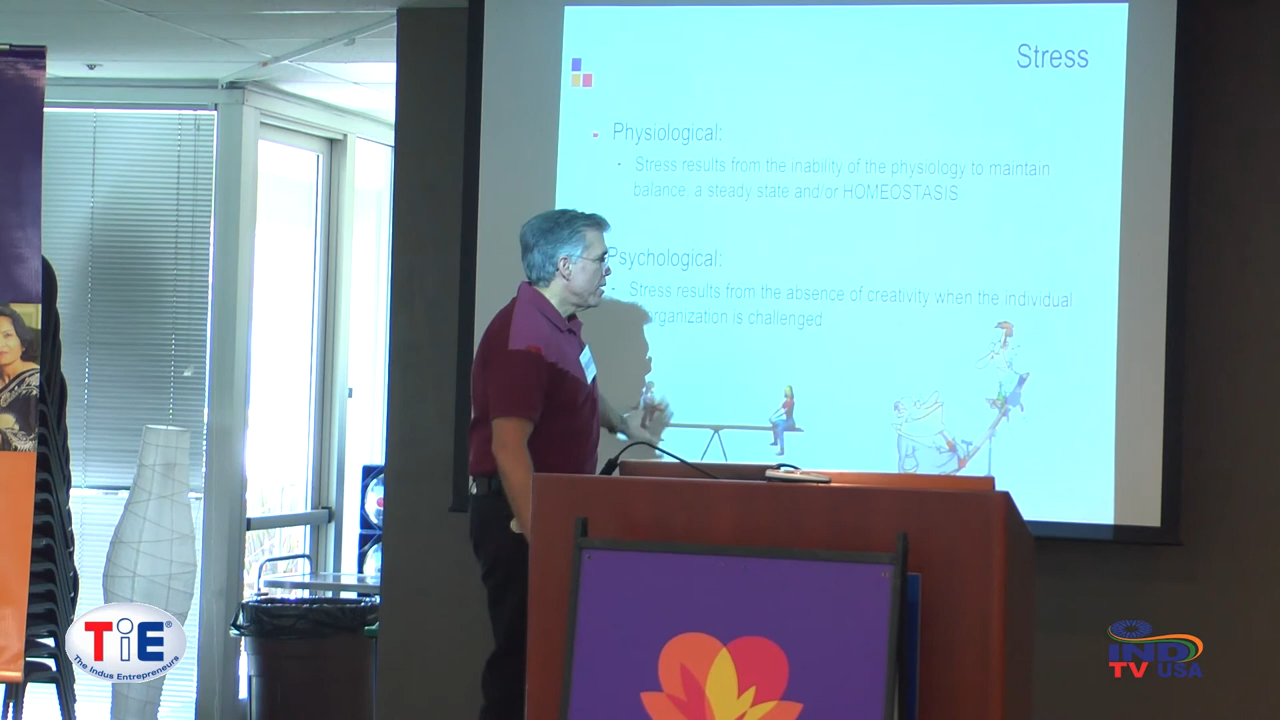 Stress
Physiological:
- Stress results from the inability of the physiology to maintain
balance, a steady state and/or HOMEOSTASIS
Psychological:
- Stress results from the absence of creativity when the individual
organization is challenged
TiE®
The Indus Entrepreneurs
IND
TV USA